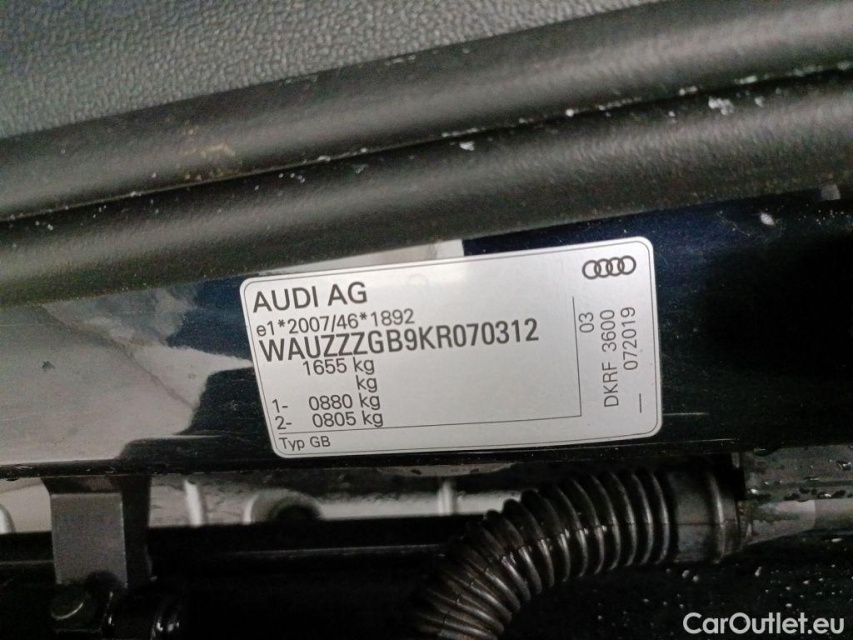 AUDI AG
e1*2007/46*1892
WAUZZZGB9KR070312
1655 kg
kg
1- 0880 kg
2- 0805 kg
Typ GB
03
DKRF 3600
072019
CarOutlet.eu